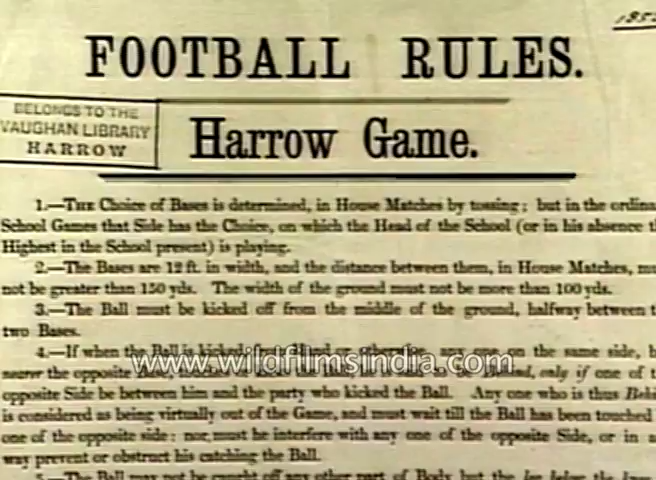 FOOTBALL RULES.
BELONGS TO THE
VAUGHAN LIBRARY
HARROW
Harrow Game.
1.—THE Choice of Bases is determined, in House Matches by tossing; but in the ordina
School Games that Side has the Choice, on which the Head of the School (or in his absence th
Highest in the School present) is playing.
2.—The Bases are 12 ft. in width, and the distance between them, in House Matches, mu
not be greater than 150 yds. The width of the ground must not be more than 100 yds.
3.—The Ball must be kicked off from the middle of the ground, halfway between t
two Bases.
4.—If when the Ball is kicked, any one on the same side, b
www.wildfilmsindia.com
nearer the opposite only if one of t
opposite Side be between him and the party who kicked the Ball. Any one who is thus Behi
is considered as being virtually out of the Game, and must wait till the Ball has been touched
one of the opposite side: nor must he interfere with any one of the opposite Side, or in a
way prevent or obstruct his catching the Ball.
5.—The Ball may not be caught off any other part of Body but the leg below the knee